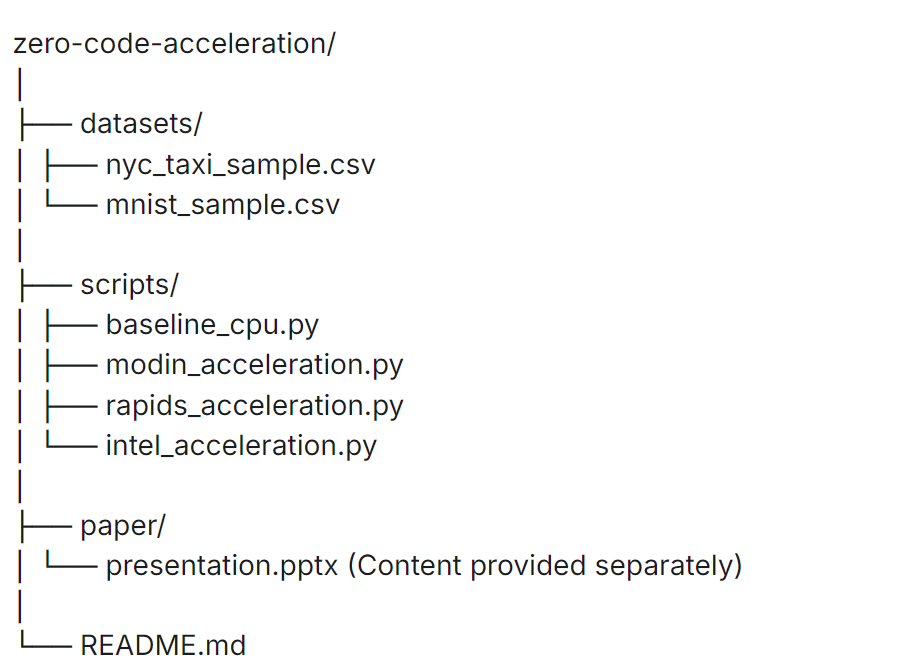 zero-code-acceleration/
│
├── datasets/
│ ├── nyc_taxi_sample.csv
│ └── mnist_sample.csv
│
├── scripts/
│ ├── baseline_cpu.py
│ ├── modin_acceleration.py
│ ├── rapids_acceleration.py
│ └── intel_acceleration.py
│
├── paper/
│ └── presentation.pptx (Content provided separately)
│
└── README.md